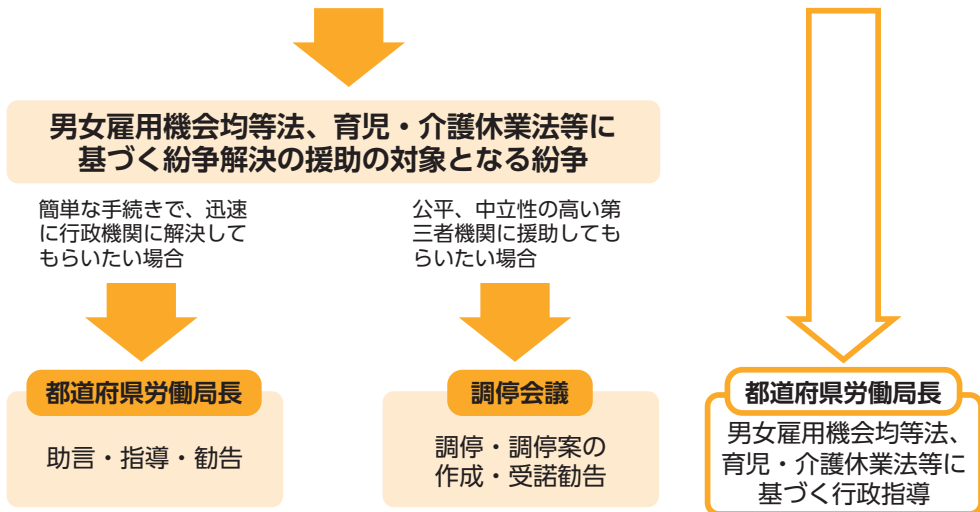 男女雇用機会均等法、育児・介護休業法等に
基づく紛争解決の援助の対象となる紛争
簡単な手続きで、迅速
に行政機関に解決して
もらいたい場合
公平、中立性の高い第
三者機関に援助しても
らいたい場合
都道府県労働局長
助言・指導・勧告
調停会議
調停・調停案の
作成・受諾勧告
都道府県労働局長
男女雇用機会均等法、
育児・介護休業法等に
基づく行政指導